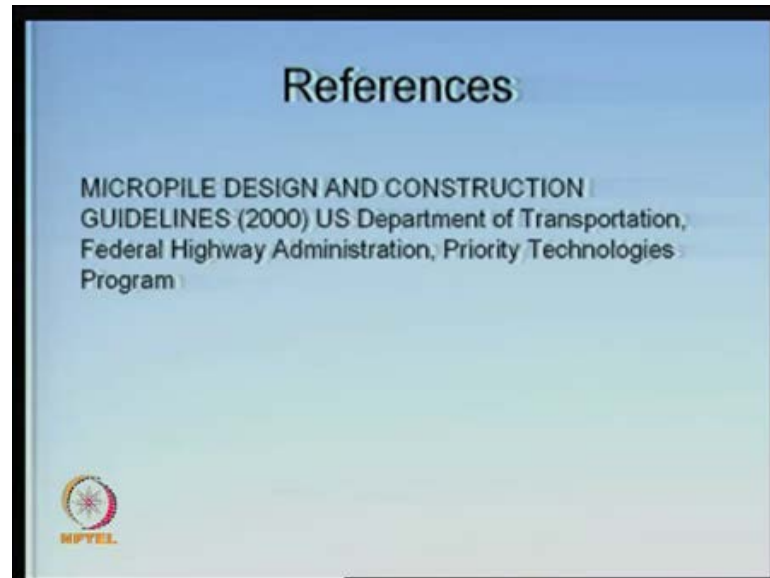 References
MICROPILE DESIGN AND CONSTRUCTION
GUIDELINES (2000) US Department of Transportation,
Federal Highway Administration, Priority Technologies
Program
NPTEL